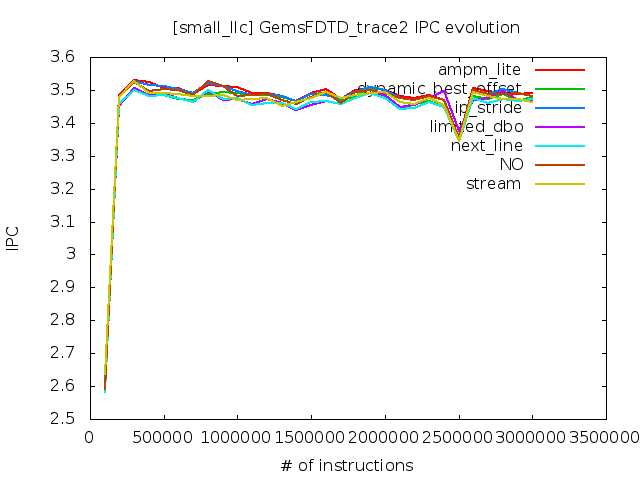 [small_llc] GemsFDTD_trace2 IPC evolution
3.6
3.5
3.4
3.3
3.2
3.1
3
2.9
2.8
2.7
2.6
2.5
IPC
ampm_lite
dynamic_best_offset
ip_stride
limited_dbo
next_line
NO
stream
0 500000 1000000 1500000 2000000 2500000 3000000 3500000
# of instructions